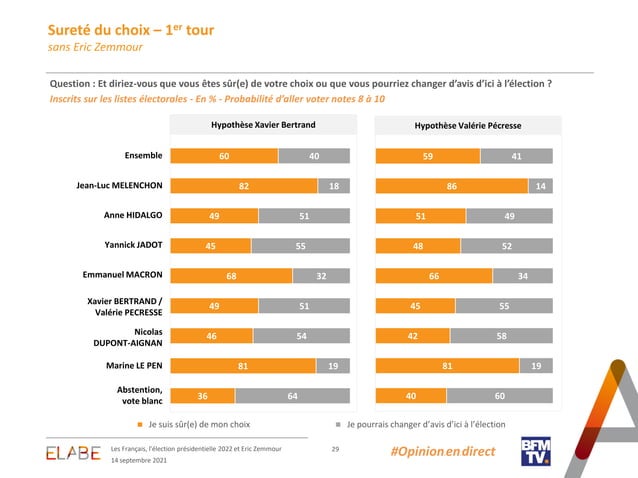 Sureté du choix – 1er tour
sans Eric Zemmour
Question : Et diriez-vous que vous êtes sûr(e) de votre choix ou que vous pourriez changer d’avis d’ici à l’élection ?
Inscrits sur les listes électorales - En % - Probabilité d’aller voter notes 8 à 10
Hypothèse Xavier Bertrand Hypothèse Valérie Pécresse
Ensemble 60 40 59 41
Jean-Luc MELENCHON 82 18 86 14
Anne HIDALGO 49 51 51 49
Yannick JADOT 45 55 48 52
Emmanuel MACRON 68 32 66 34
Xavier BERTRAND /
Valérie PECRESSE 49 51 45 55
Nicolas
DUPONT-AIGNAN 46 54 42 58
Marine LE PEN 81 19 81 19
Abstention,
vote blanc 36 64 40 60
Je suis sûr(e) de mon choix Je pourrais changer d’avis d’ici à l’élection
ELABE Les Français, l'élection présidentielle 2022 et Eric Zemmour 29 #Opinionendirect BFM
14 septembre 2021 TV.